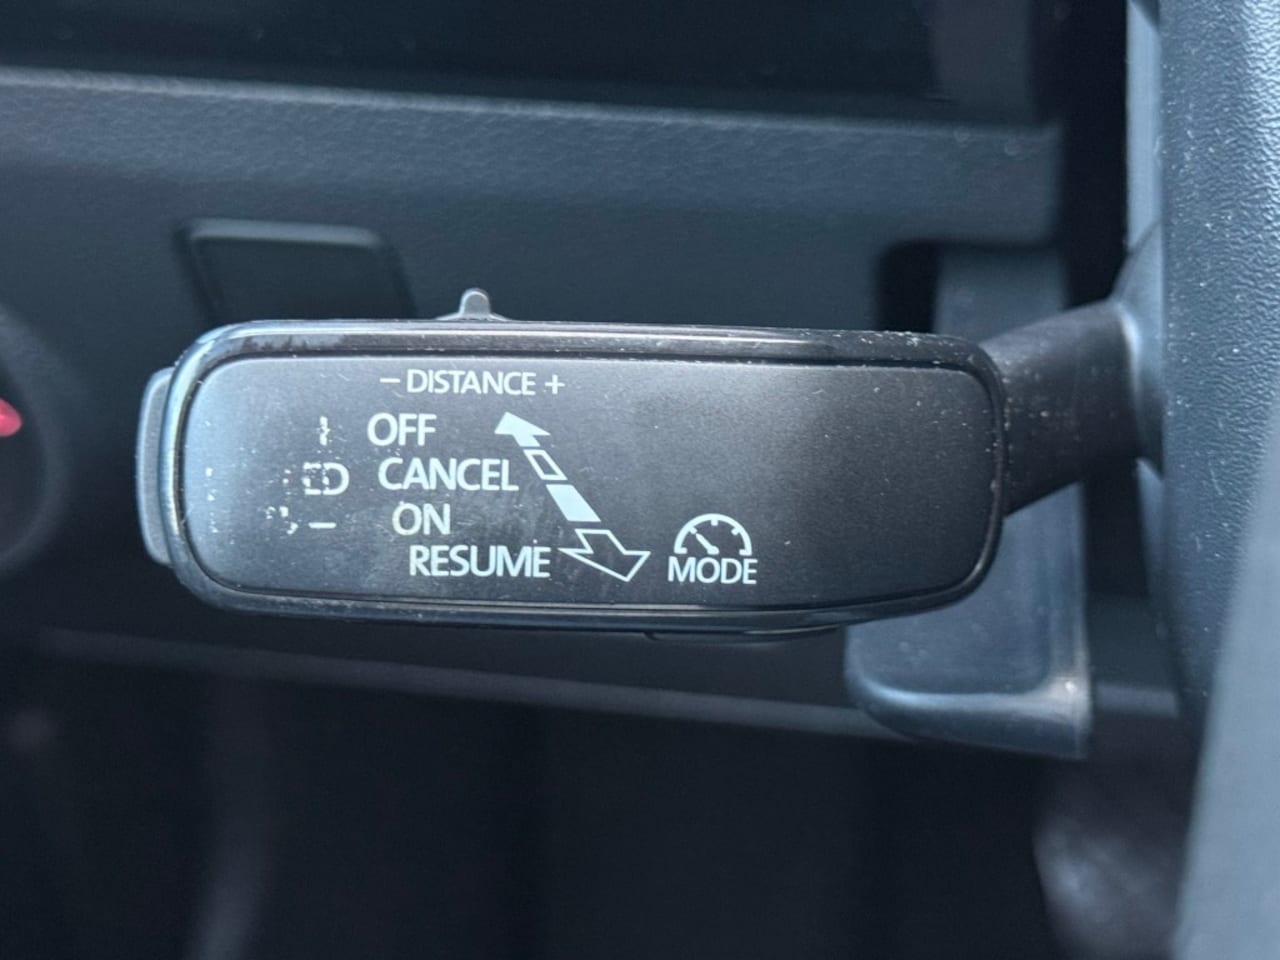 − DISTANCE +
OFF
CANCEL
ON
RESUME
MODE